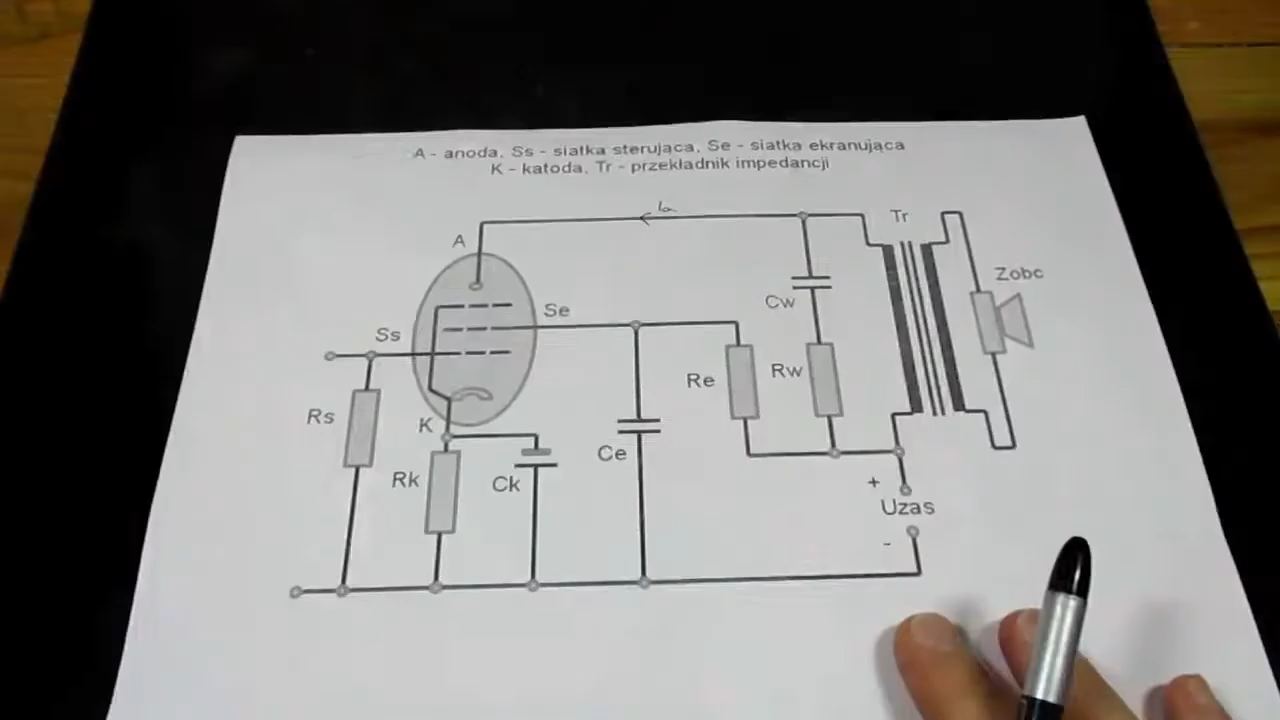 A - anoda, Ss - siatka sterująca, Se - siatka ekranująca
K - katoda, Tr - przekładnik impedancji
Ia
Tr
A
Zobc
Cw
Se
Ss
Re
Rw
Rs
K
Ce
Rk
Ck
+
Uzas
-